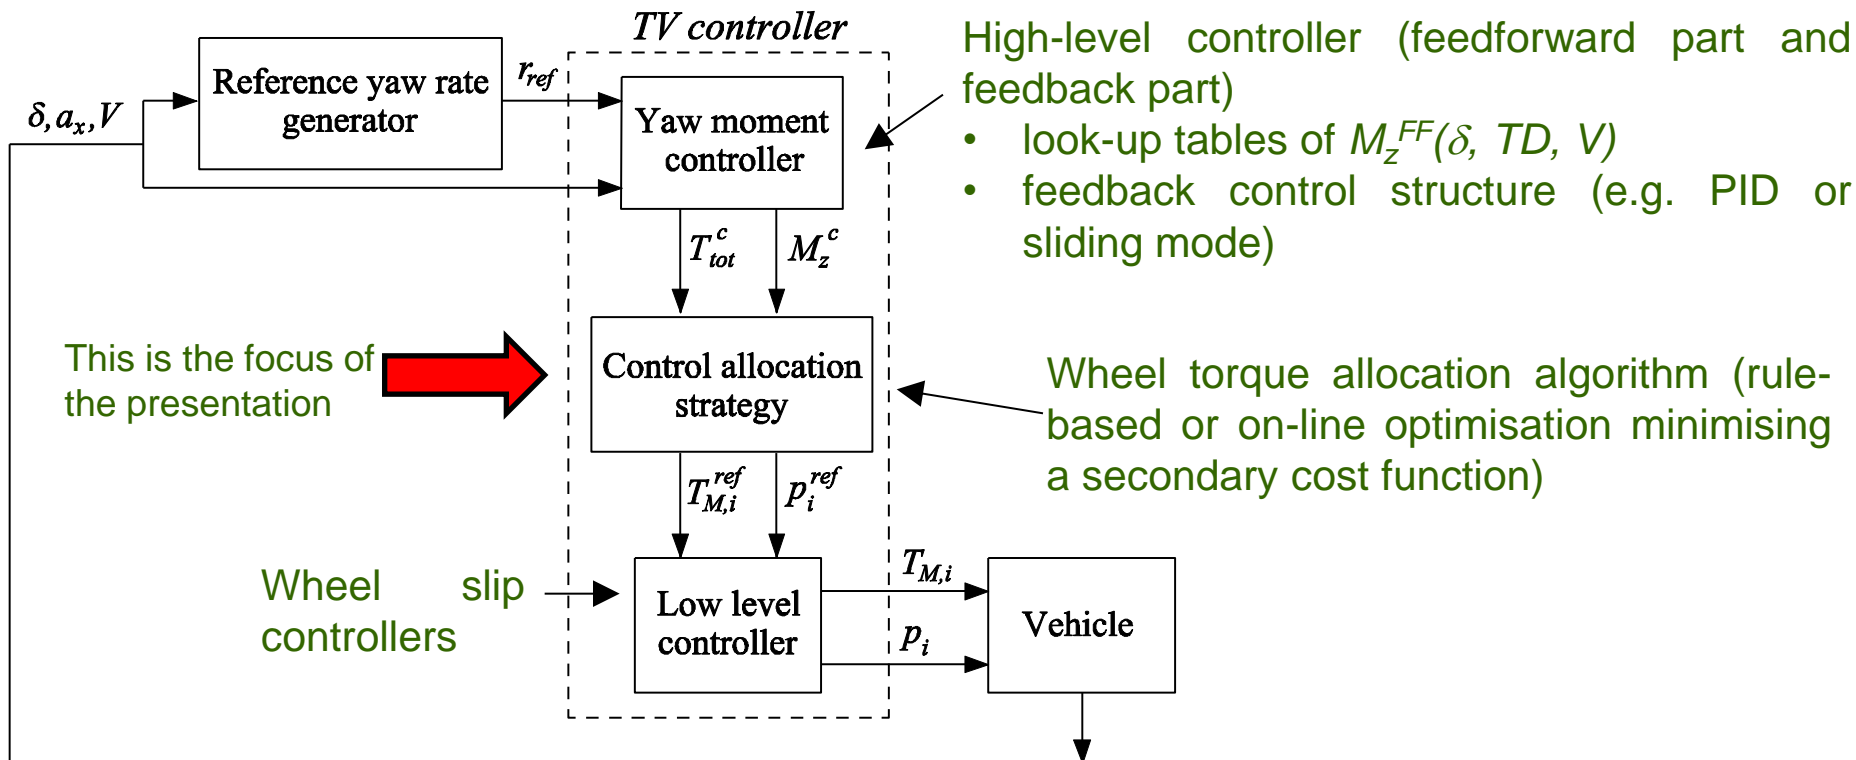 TV controller
Reference yaw rate
generator
r_ref
δ, a_x, V
Yaw moment
controller
High-level controller (feedforward part and
feedback part)
• look-up tables of M_z^FF(δ, TD, V)
• feedback control structure (e.g. PID or
sliding mode)
T_tot^c
M_z^c
This is the focus of
the presentation
Control allocation
strategy
Wheel torque allocation algorithm (rule-
based or on-line optimisation minimising
a secondary cost function)
T_M,i^ref
p_i^ref
Wheel slip
controllers
Low level
controller
T_M,i
p_i
Vehicle